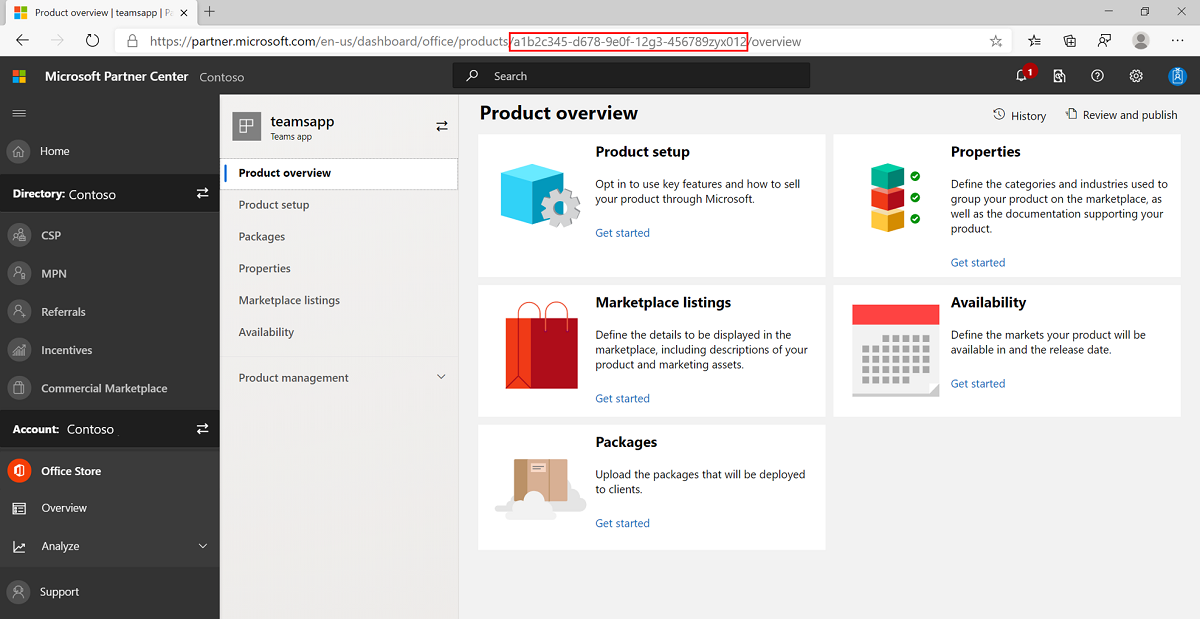 Product overview | teamsapp | P
https://partner.microsoft.com/en-us/dashboard/office/products/a1b2c345-d678-9e0f-12g3-456789zyx012/overview
Microsoft Partner Center Contoso
Search
1
Home
Directory: Contoso
CSP
MPN
Referrals
Incentives
Commercial Marketplace
Account: Contoso
Office Store
Overview
Analyze
Support
teamsapp
Teams app
Product overview
Product setup
Packages
Properties
Marketplace listings
Availability
Product management
Product overview
History
Review and publish
Product setup
Opt in to use key features and how to sell
your product through Microsoft.
Get started
Properties
Define the categories and industries used to
group your product on the marketplace, as
well as the documentation supporting your
product.
Get started
Marketplace listings
Define the details to be displayed in the
marketplace, including descriptions of your
product and marketing assets.
Get started
Availability
Define the markets your product will be
available in and the release date.
Get started
Packages
Upload the packages that will be deployed
to clients.
Get started